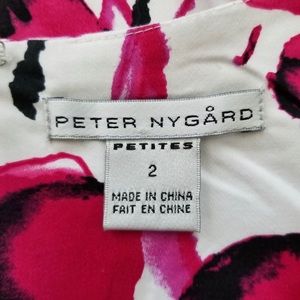 PETER NYGÅRD
PETITES
2
MADE IN CHINA
FAIT EN CHINE